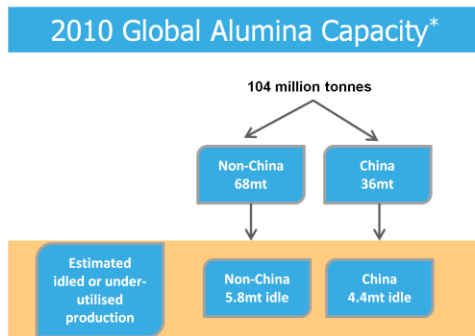 2010 Global Alumina Capacity*
104 million tonnes
Non-China
68mt
China
36mt
Estimated
idled or under-
utilised
production
Non-China
5.8mt idle
China
4.4mt idle